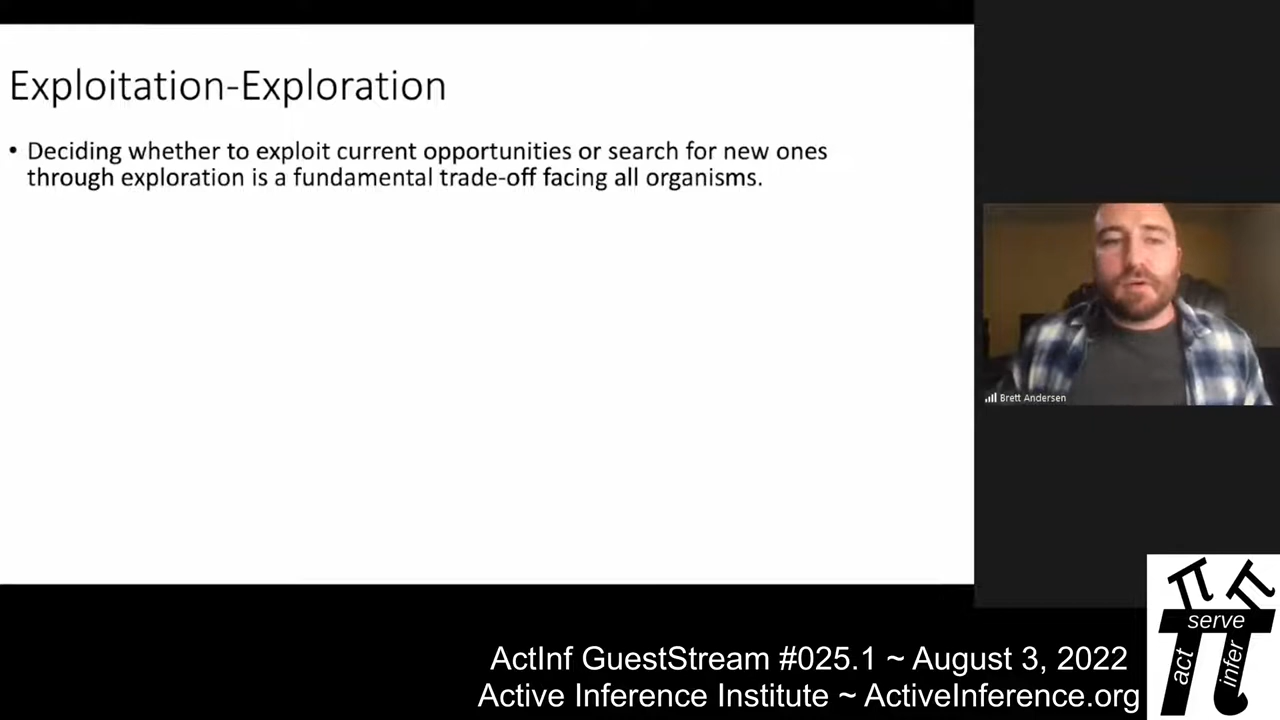 Exploitation-Exploration
• Deciding whether to exploit current opportunities or search for new ones
through exploration is a fundamental trade-off facing all organisms.
Brett Andersen
serve
act
infer
ActInf GuestStream #025.1 ~ August 3, 2022
Active Inference Institute ~ ActiveInference.org